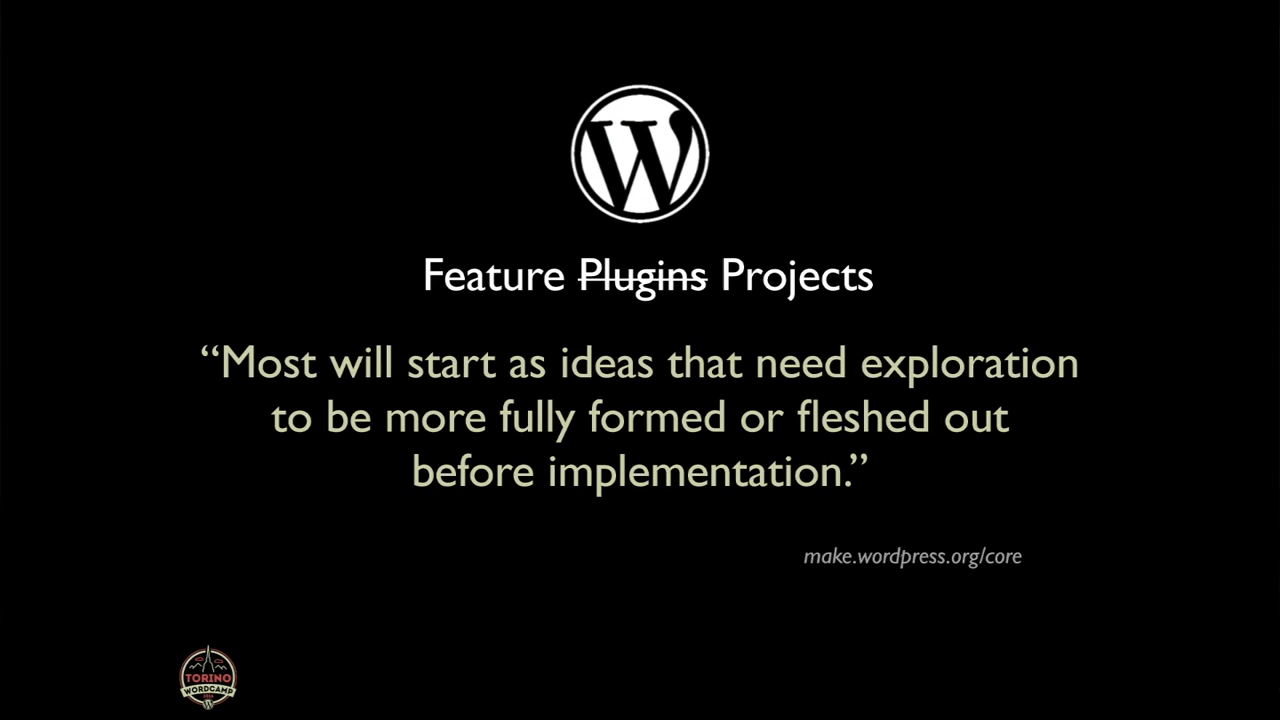 Feature Plugins Projects
“Most will start as ideas that need exploration
to be more fully formed or fleshed out
before implementation.”
make.wordpress.org/core
TORINO
WORDCAMP